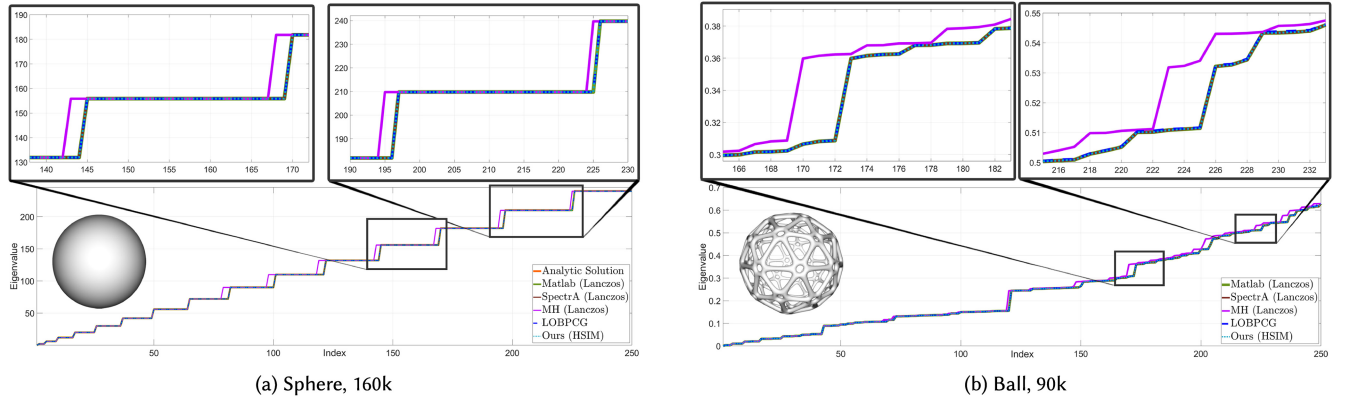 190
180
170
160
150
140
130
140 145 150 155 160 165 170
240
230
220
210
200
190
190 195 200 205 210 215 220 225 230
200
150
100
50
Eigenvalue
50 100 150 200 250
Index
Analytic Solution
Matlab (Lanczos)
SpectrA (Lanczos)
MH (Lanczos)
LOBPCG
Ours (HSIM)
(a) Sphere, 160k
0.38
0.36
0.34
0.32
0.3
166 168 170 172 174 176 178 180 182
0.55
0.54
0.53
0.52
0.51
0.5
216 218 220 222 224 226 228 230 232
0.7
0.6
0.5
0.4
0.3
0.2
0.1
0
Eigenvalue
50 100 150 200 250
Index
Matlab (Lanczos)
SpectrA (Lanczos)
MH (Lanczos)
LOBPCG
Ours (HSIM)
(b) Ball, 90k